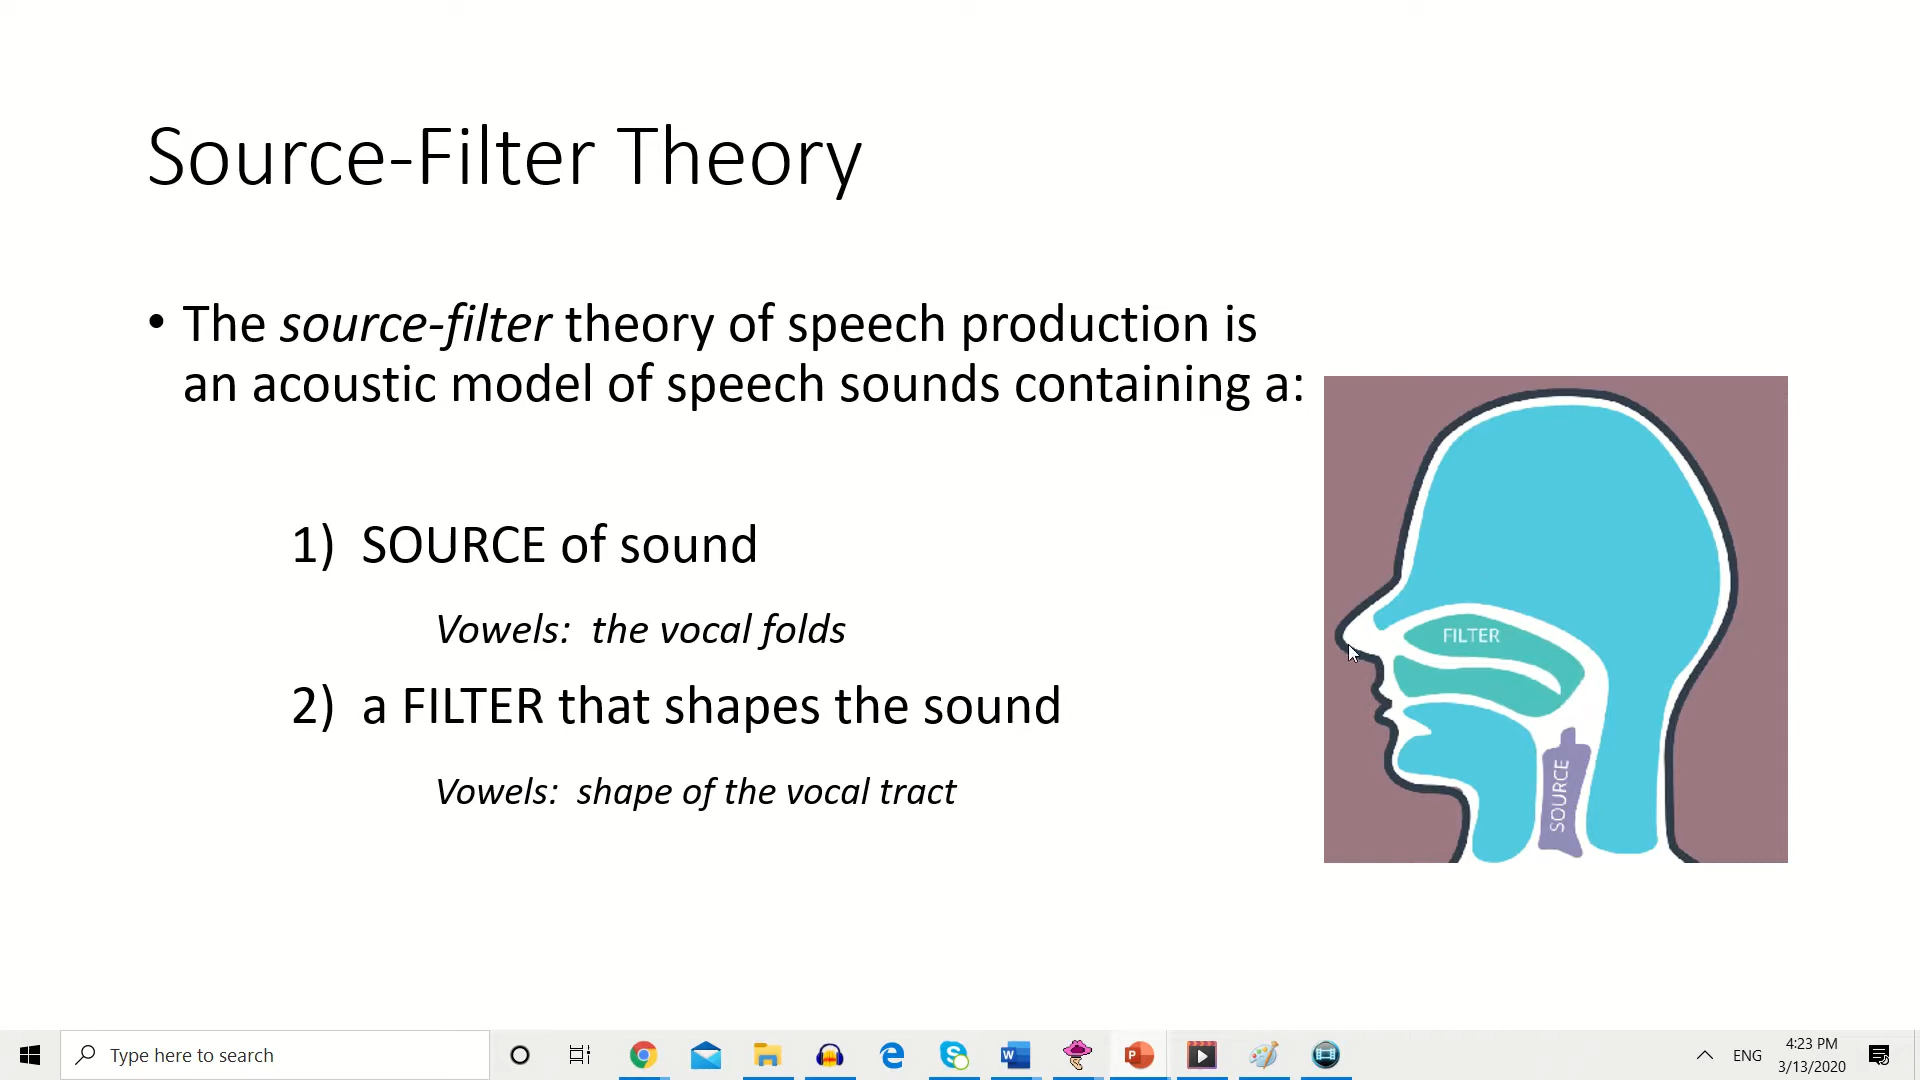 Source-Filter Theory
• The source-filter theory of speech production is
an acoustic model of speech sounds containing a:
1) SOURCE of sound
Vowels: the vocal folds
2) a FILTER that shapes the sound
Vowels: shape of the vocal tract
FILTER
SOURCE
Type here to search
ENG
4:23 PM
3/13/2020